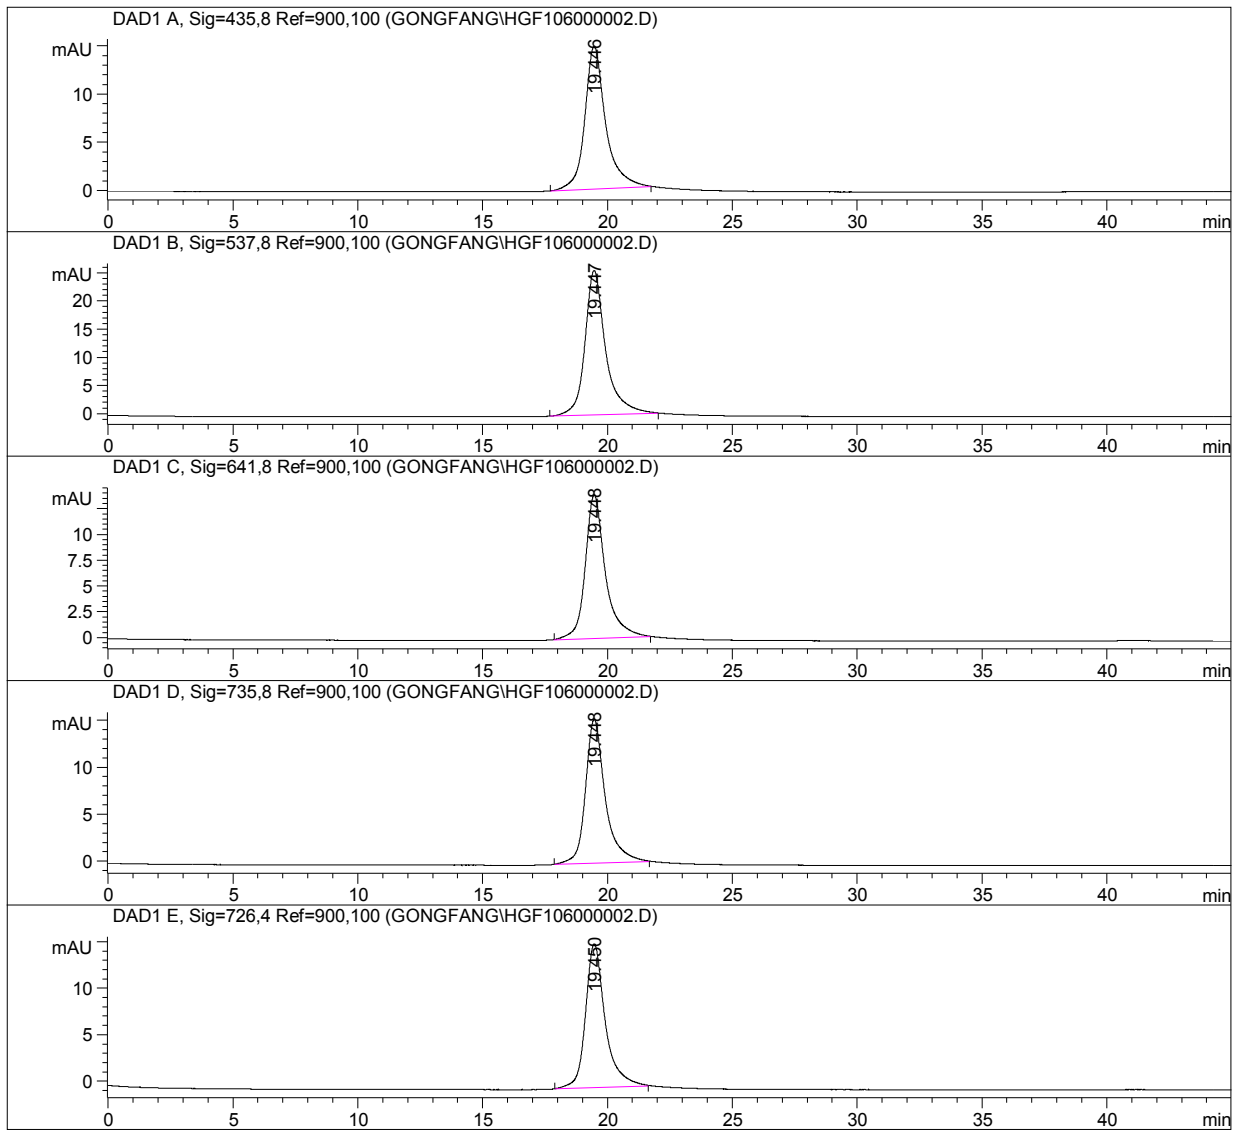 DAD1 A, Sig=435,8 Ref=900,100 (GONGFANG\HGF106000002.D)
mAU
19.446
10
5
0
0 5 10 15 20 25 30 35 40 min
DAD1 B, Sig=537,8 Ref=900,100 (GONGFANG\HGF106000002.D)
mAU
19.447
20
15
10
5
0
0 5 10 15 20 25 30 35 40 min
DAD1 C, Sig=641,8 Ref=900,100 (GONGFANG\HGF106000002.D)
mAU
19.448
10
7.5
5
2.5
0
0 5 10 15 20 25 30 35 40 min
DAD1 D, Sig=735,8 Ref=900,100 (GONGFANG\HGF106000002.D)
mAU
19.448
10
5
0
0 5 10 15 20 25 30 35 40 min
DAD1 E, Sig=726,4 Ref=900,100 (GONGFANG\HGF106000002.D)
mAU
19.450
10
5
0
0 5 10 15 20 25 30 35 40 min